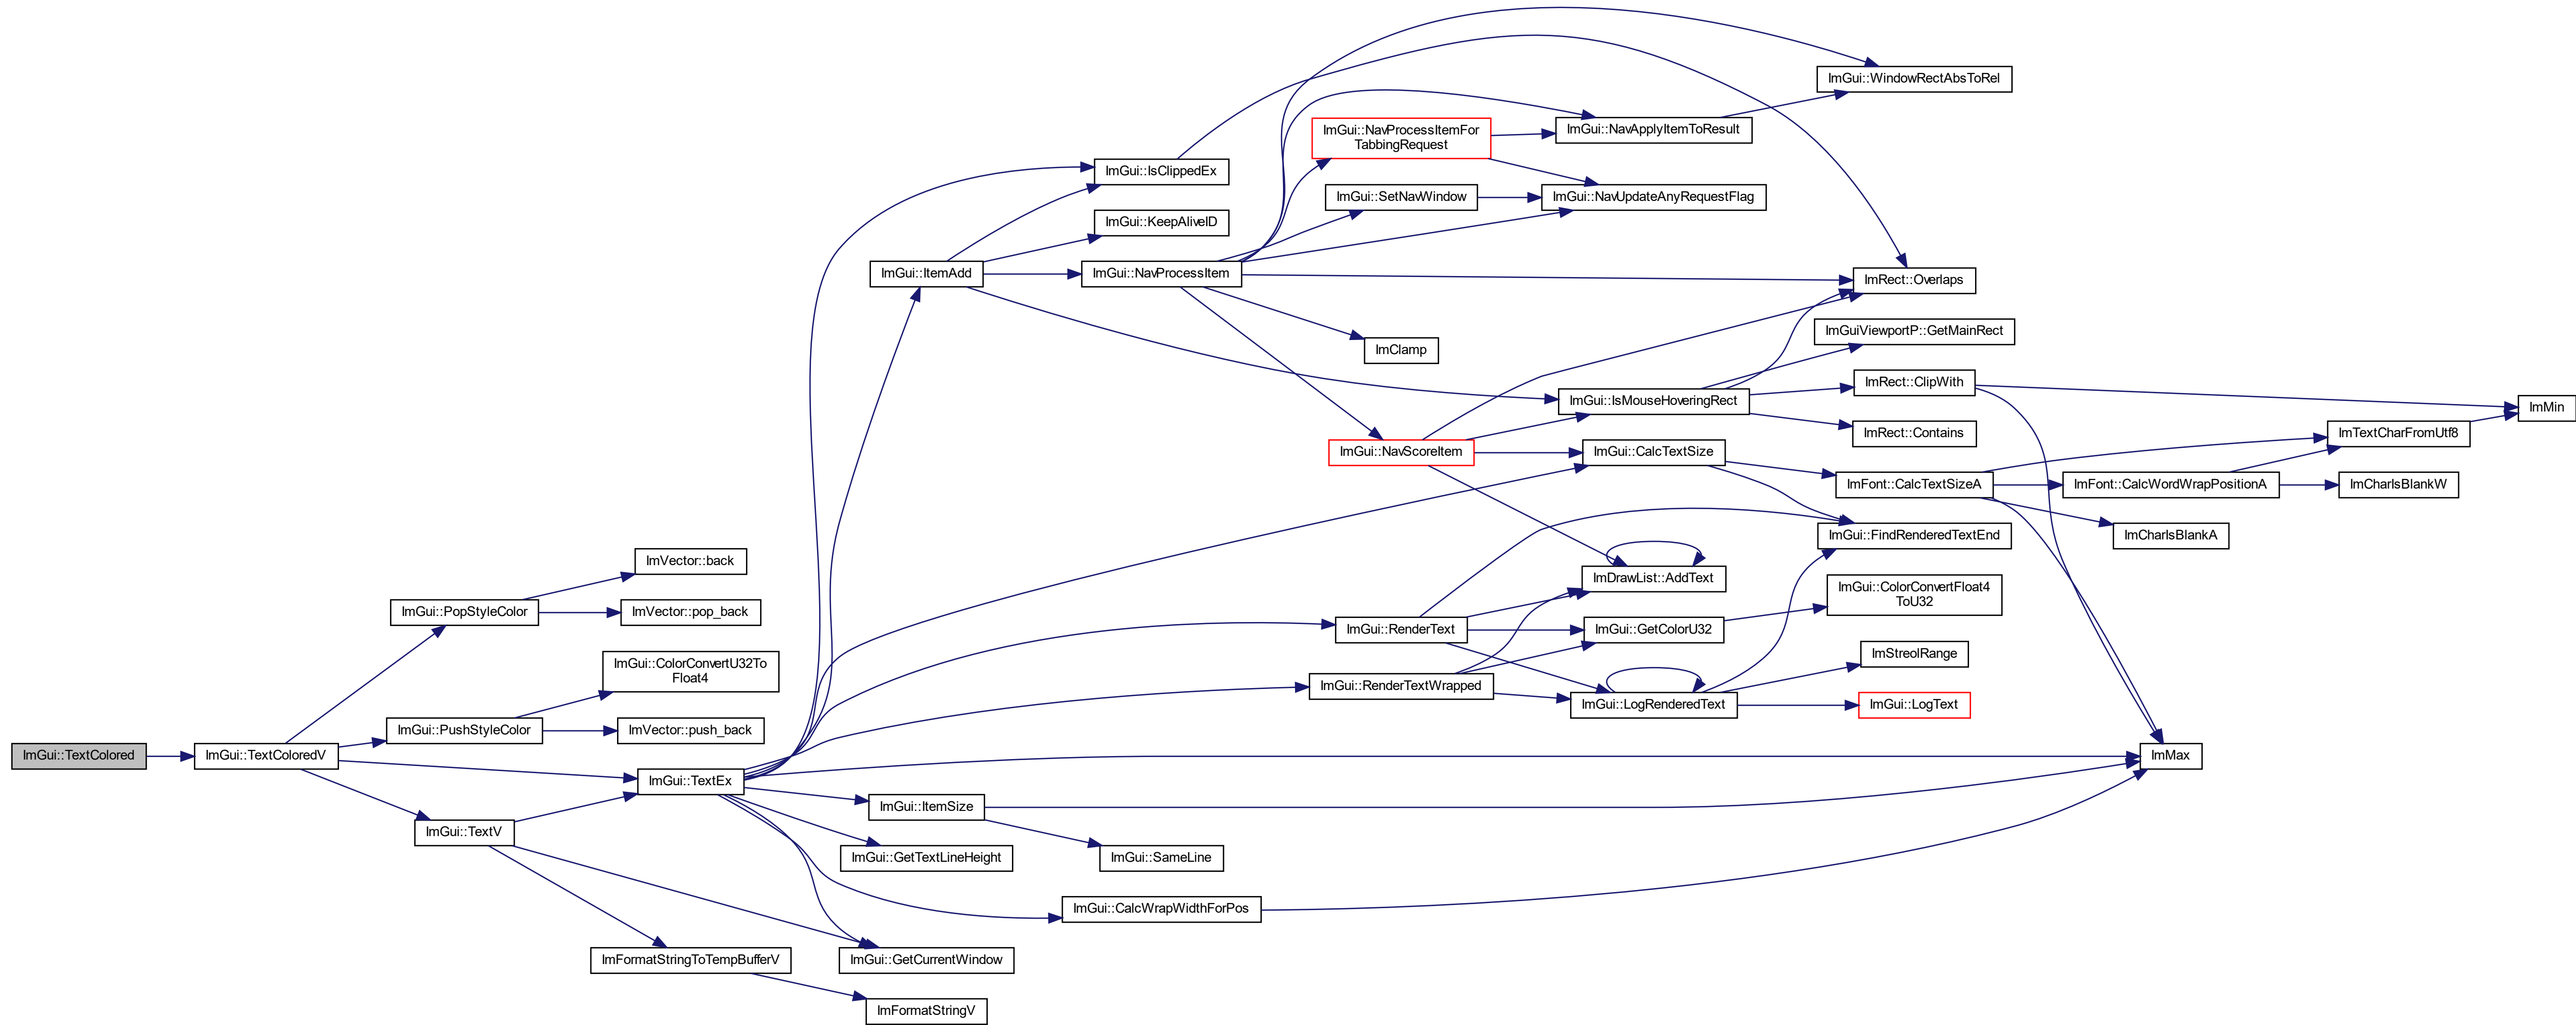 ImGui::WindowRectAbsToRel
ImGui::NavProcessItemFor
TabbingRequest
ImGui::NavApplyItemToResult
ImGui::IsClippedEx
ImGui::SetNavWindow
ImGui::NavUpdateAnyRequestFlag
ImGui::KeepAliveID
ImGui::ItemAdd
ImGui::NavProcessItem
ImRect::Overlaps
ImGuiViewportP::GetMainRect
ImClamp
ImRect::ClipWith
ImGui::IsMouseHoveringRect
ImMin
ImRect::Contains
ImTextCharFromUtf8
ImGui::NavScoreItem
ImGui::CalcTextSize
ImFont::CalcTextSizeA
ImFont::CalcWordWrapPositionA
ImCharIsBlankW
ImGui::FindRenderedTextEnd
ImCharIsBlankA
ImVector::back
ImDrawList::AddText
ImGui::ColorConvertFloat4
ToU32
ImGui::PopStyleColor
ImVector::pop_back
ImGui::RenderText
ImGui::GetColorU32
ImStreolRange
ImGui::ColorConvertU32To
Float4
ImGui::RenderTextWrapped
ImGui::LogRenderedText
ImGui::LogText
ImGui::PushStyleColor
ImVector::push_back
ImGui::TextColored
ImGui::TextColoredV
ImMax
ImGui::TextEx
ImGui::ItemSize
ImGui::TextV
ImGui::GetTextLineHeight
ImGui::SameLine
ImGui::CalcWrapWidthForPos
ImFormatStringToTempBufferV
ImGui::GetCurrentWindow
ImFormatStringV